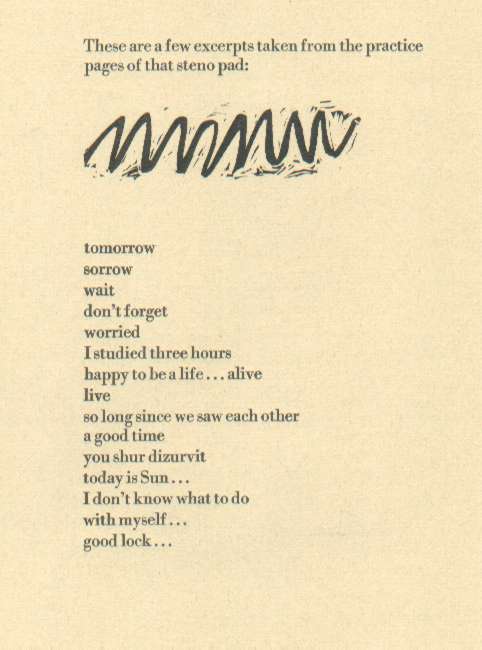 These are a few excerpts taken from the practice
pages of that steno pad:
tomorrow
sorrow
wait
don't forget
worried
I studied three hours
happy to be a life . . . alive
live
so long since we saw each other
a good time
you shur dizurvit
today is Sun . . .
I don't know what to do
with myself . . .
good lock . . .